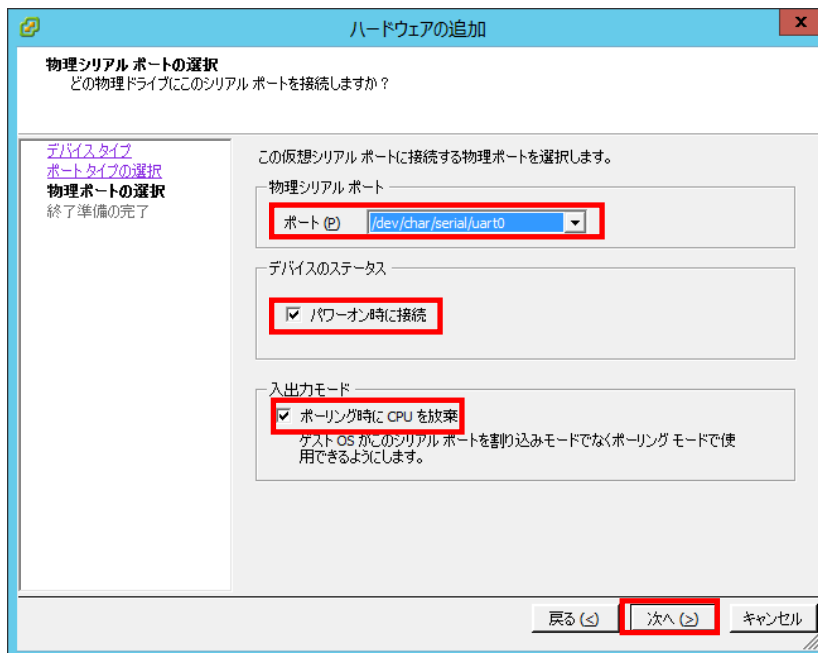 ハードウェアの追加
x
物理シリアル ポートの選択
どの物理ドライブにこのシリアル ポートを接続しますか？
デバイス タイプ
ポート タイプの選択
物理ポートの選択
終了準備の完了
この仮想シリアル ポートに接続する物理ポートを選択します。
物理シリアル ポート
ポート (P) /dev/char/serial/uart0
デバイスのステータス
パワーオン時に接続
入出力モード
ポーリング時に CPU を放棄
ゲスト OS がこのシリアル ポートを割り込みモードでなくポーリング モードで使
用できるようにします。
戻る (<) 次へ (>) キャンセル